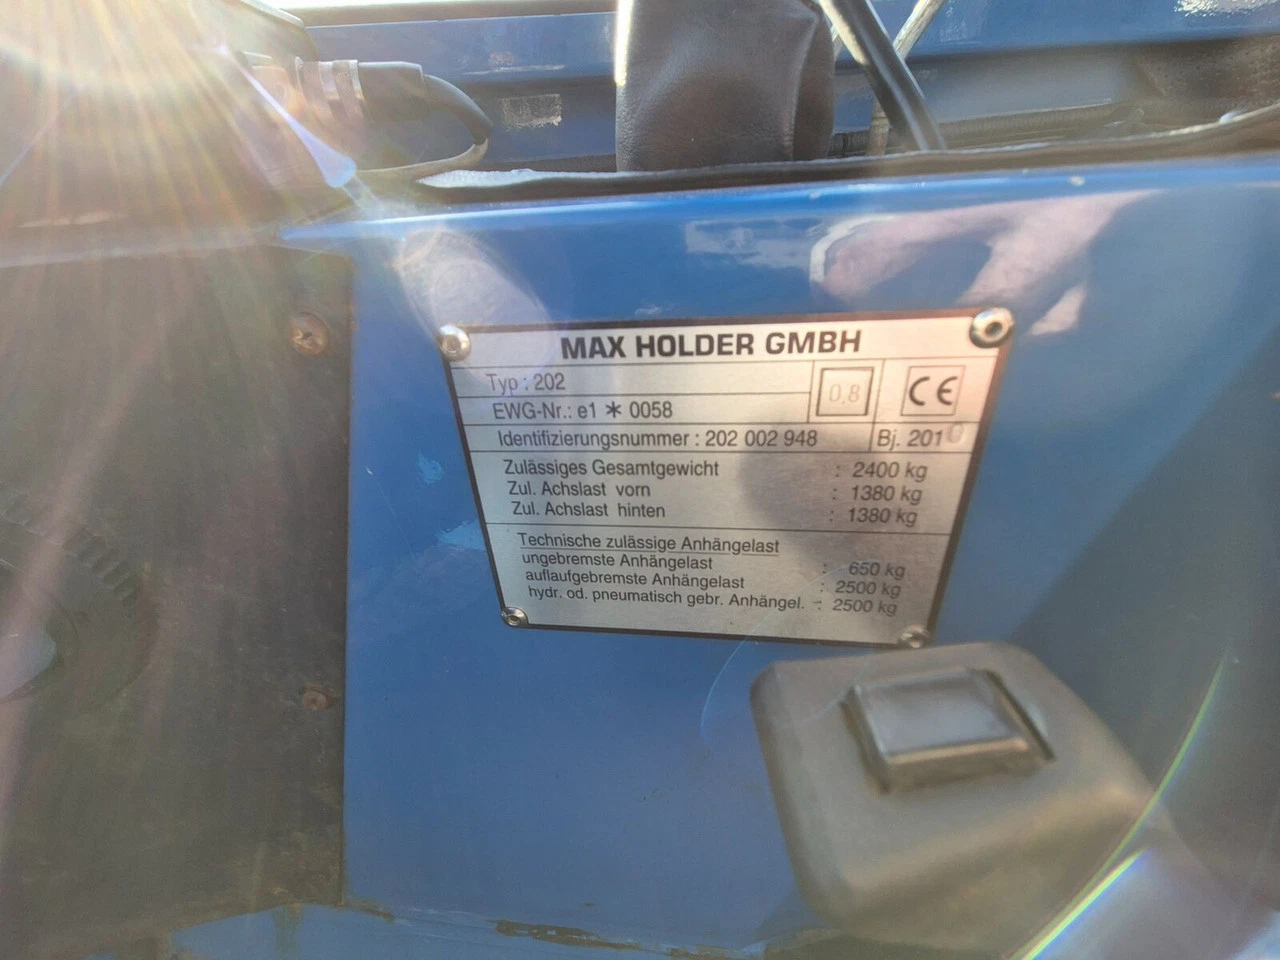 MAX HOLDER GMBH
Typ : 202
0,8
CE
EWG-Nr.: e1 * 0058
Identifizierungsnummer : 202 002 948 Bj. 2010
Zulässiges Gesamtgewicht : 2400 kg
Zul. Achslast vorn : 1380 kg
Zul. Achslast hinten : 1380 kg
Technische zulässige Anhängelast
ungebremste Anhängelast : 650 kg
auflaufgebremste Anhängelast : 2500 kg
hydr. od. pneumatisch gebr. Anhängel. : 2500 kg